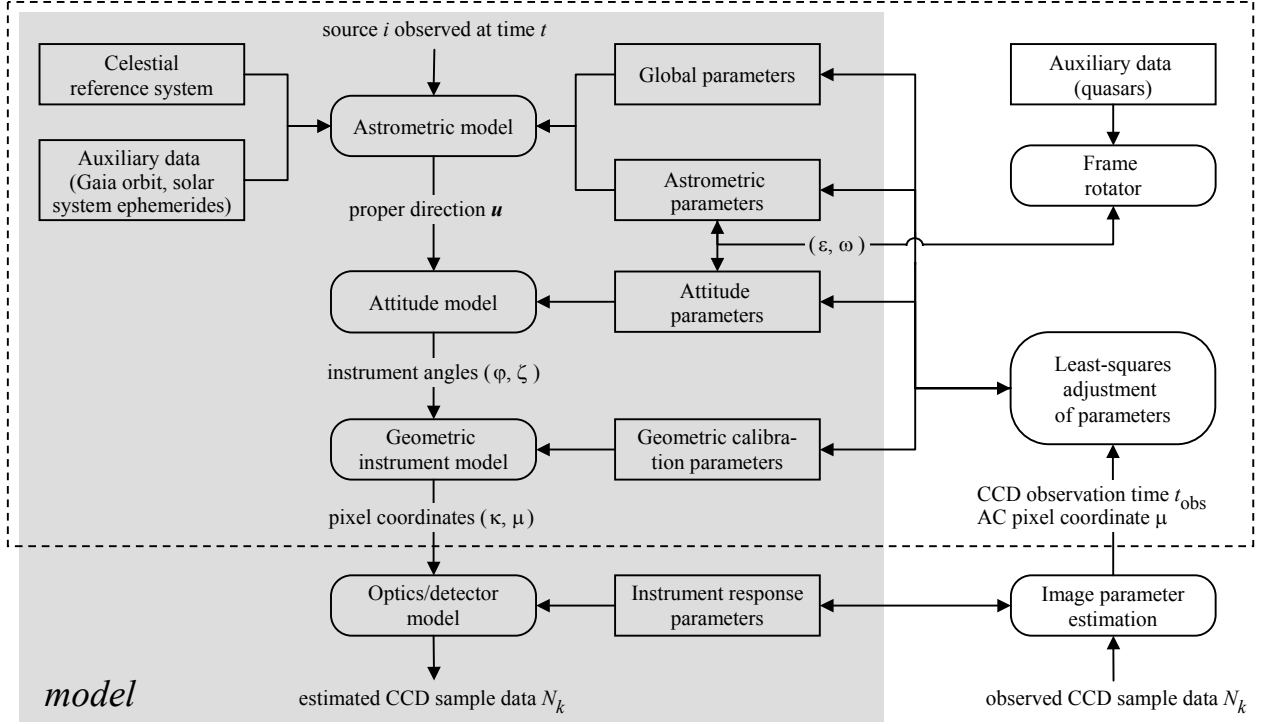 source i observed at time t
Celestial
reference system
Global parameters
Auxiliary data
(quasars)
Astrometric model
Auxiliary data
(Gaia orbit, solar
system ephemerides)
Astrometric
parameters
Frame
rotator
proper direction u
(ε, ω)
Attitude model
Attitude
parameters
instrument angles (φ, ζ)
Least-squares
adjustment
of parameters
Geometric
instrument model
Geometric calibra-
tion parameters
pixel coordinates (κ, μ)
CCD observation time t_obs
AC pixel coordinate μ
Optics/detector
model
Instrument response
parameters
Image parameter
estimation
model
estimated CCD sample data N_k
observed CCD sample data N_k